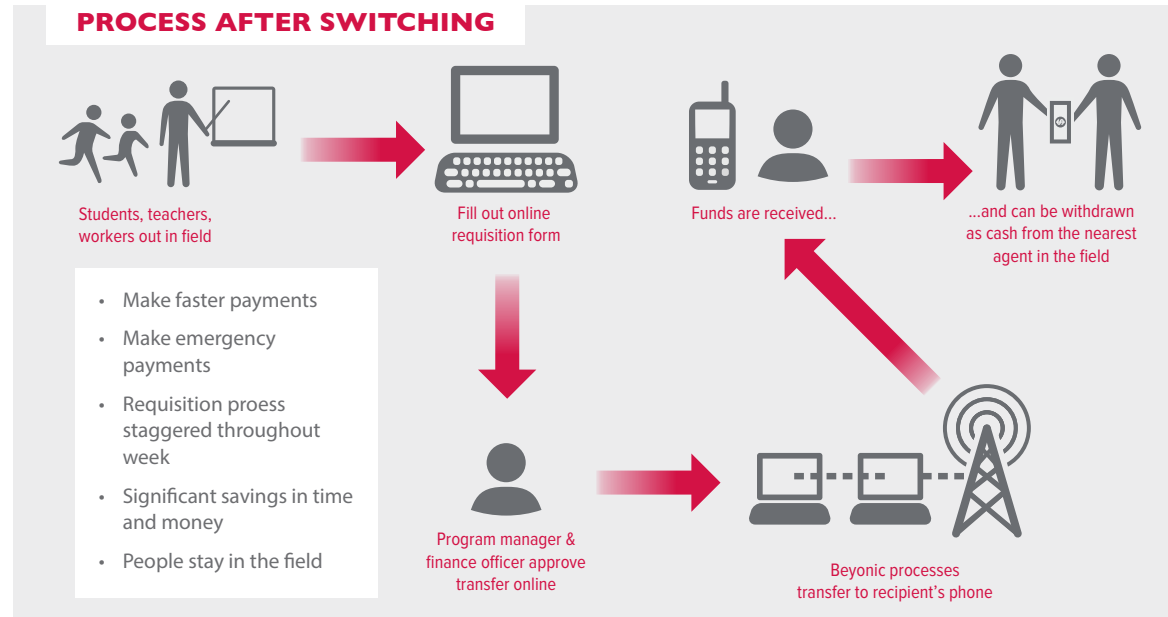 PROCESS AFTER SWITCHING
Students, teachers,
workers out in field
Fill out online
requisition form
Funds are received...
...and can be withdrawn
as cash from the nearest
agent in the field
• Make faster payments
• Make emergency
payments
• Requisition proess
staggered throughout
week
• Significant savings in time
and money
• People stay in the field
Program manager &
finance officer approve
transfer online
Beyonic processes
transfer to recipient’s phone